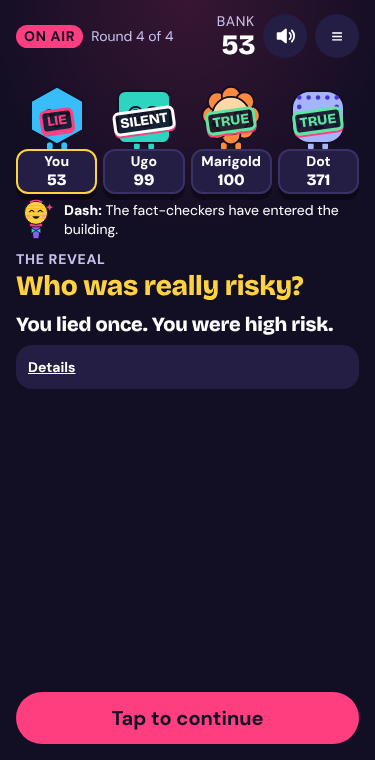 ON AIR
Round 4 of 4
BANK
53
LIE
SILENT
TRUE
TRUE
You
53
Ugo
99
Marigold
100
Dot
371
Dash: The fact-checkers have entered the
building.
THE REVEAL
Who was really risky?
You lied once. You were high risk.
Details
Tap to continue